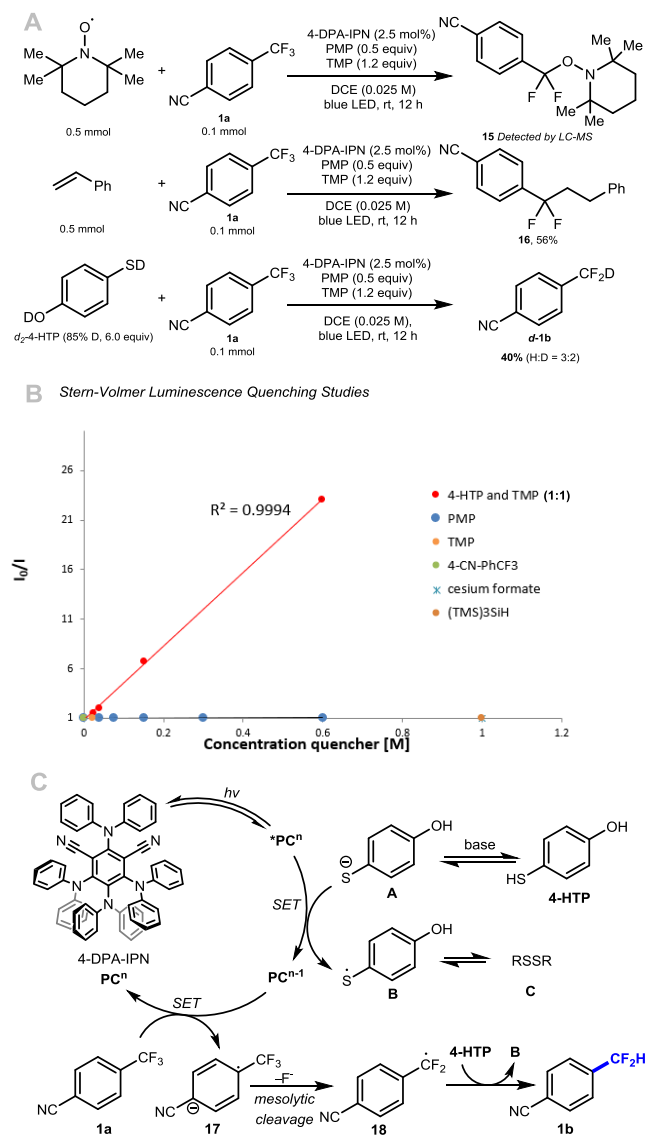 A
O•
Me
Me
N
Me
Me
0.5 mmol
+
CF3
NC
1a
0.1 mmol
4-DPA-IPN (2.5 mol%)
PMP (0.5 equiv)
TMP (1.2 equiv)
DCE (0.025 M)
blue LED, rt, 12 h
NC
Me
Me
O
N
F F
Me
Me
15 Detected by LC-MS
Ph
0.5 mmol
+
CF3
NC
1a
0.1 mmol
4-DPA-IPN (2.5 mol%)
PMP (0.5 equiv)
TMP (1.2 equiv)
DCE (0.025 M)
blue LED, rt, 12 h
NC
Ph
F F
16, 56%
SD
DO
d2-4-HTP (85% D, 6.0 equiv)
+
CF3
NC
1a
0.1 mmol
4-DPA-IPN (2.5 mol%)
PMP (0.5 equiv)
TMP (1.2 equiv)
DCE (0.025 M),
blue LED, rt, 12 h
CF2D
NC
d-1b
40% (H:D = 3:2)
B Stern-Volmer Luminescence Quenching Studies
I0/I
26
21
16
11
6
1
R² = 0.9994
4-HTP and TMP (1:1)
PMP
TMP
4-CN-PhCF3
cesium formate
(TMS)3SiH
0 0.2 0.4 0.6 0.8 1 1.2
Concentration quencher [M]
C
hv
N
NC CN
N N
N
4-DPA-IPN
PCn
*PCn
SET
PCn-1
OH
⊖
S
A
base
OH
HS
4-HTP
OH
S•
B
RSSR
C
SET
CF3
NC
1a
CF3
•
NC
⊖
17
–F-
mesolytic
cleavage
•
CF2
NC
18
4-HTP B
CF2H
NC
1b